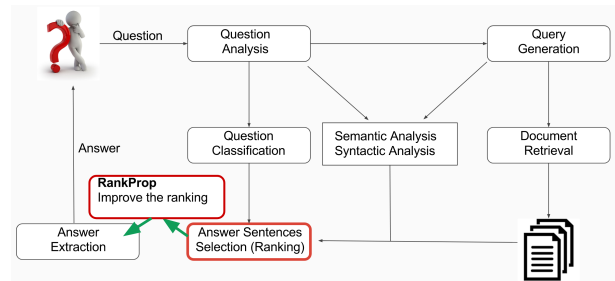 Question
Question
Analysis
Query
Generation
Question
Classification
Semantic Analysis
Syntactic Analysis
Document
Retrieval
Answer
RankProp
Improve the ranking
Answer
Extraction
Answer Sentences
Selection (Ranking)